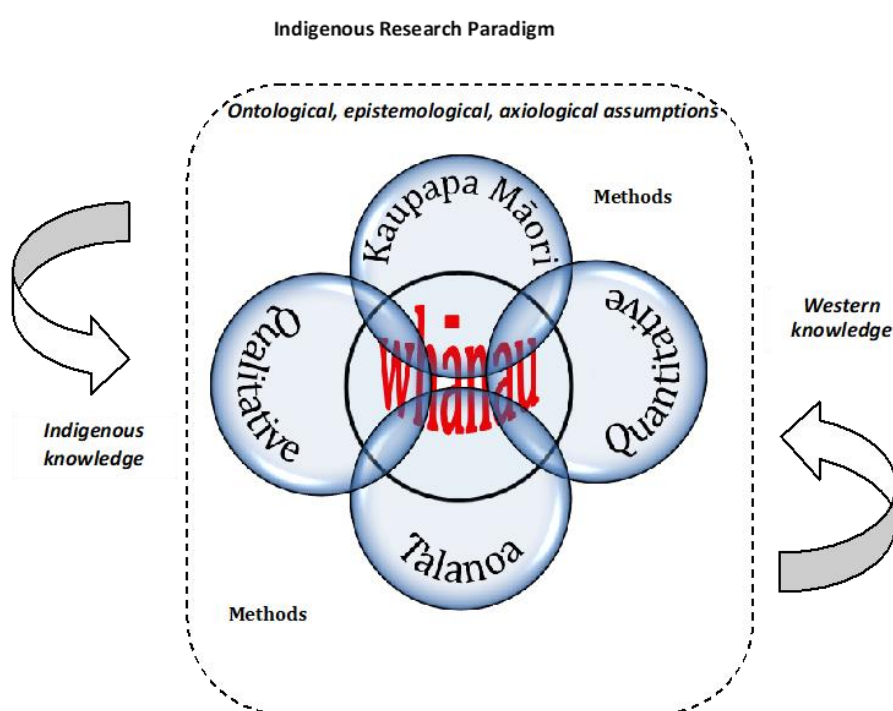 Indigenous Research Paradigm
Ontological, epistemological, axiological assumptions
Kaupapa Māori
Methods
Qualitative
whānau
Quantitative
Western
knowledge
Indigenous
knowledge
Talanoa
Methods